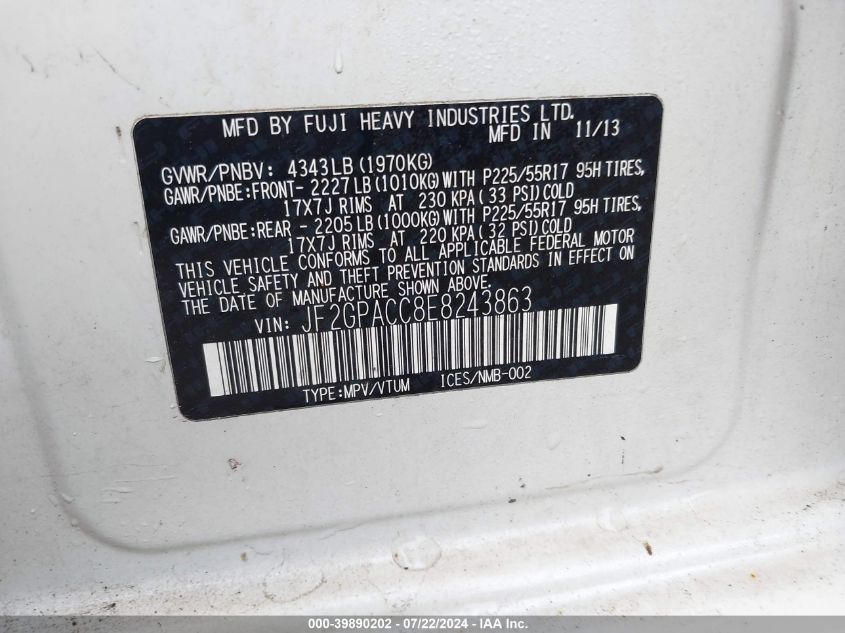 MFD BY FUJI HEAVY INDUSTRIES LTD.
MFD IN 11/13
GVWR/PNBV: 4343LB (1970KG)
GAWR/PNBE:FRONT- 2227LB(1010KG)WITH P225/55R17 95H TIRES,
17X7J RIMS AT 230 KPA( 33 PSI)COLD
GAWR/PNBE:REAR - 2205LB(1000KG)WITH P225/55R17 95H TIRES,
17X7J RIMS AT 220 KPA( 32 PSI)COLD
THIS VEHICLE CONFORMS TO ALL APPLICABLE FEDERAL MOTOR
VEHICLE SAFETY AND THEFT PREVENTION STANDARDS IN EFFECT ON
THE DATE OF MANUFACTURE SHOWN ABOVE.
VIN: JF2GPACC8E8243863
TYPE:MPV/VTUM ICES/NMB-002
000-39890202 - 07/22/2024 - IAA Inc.